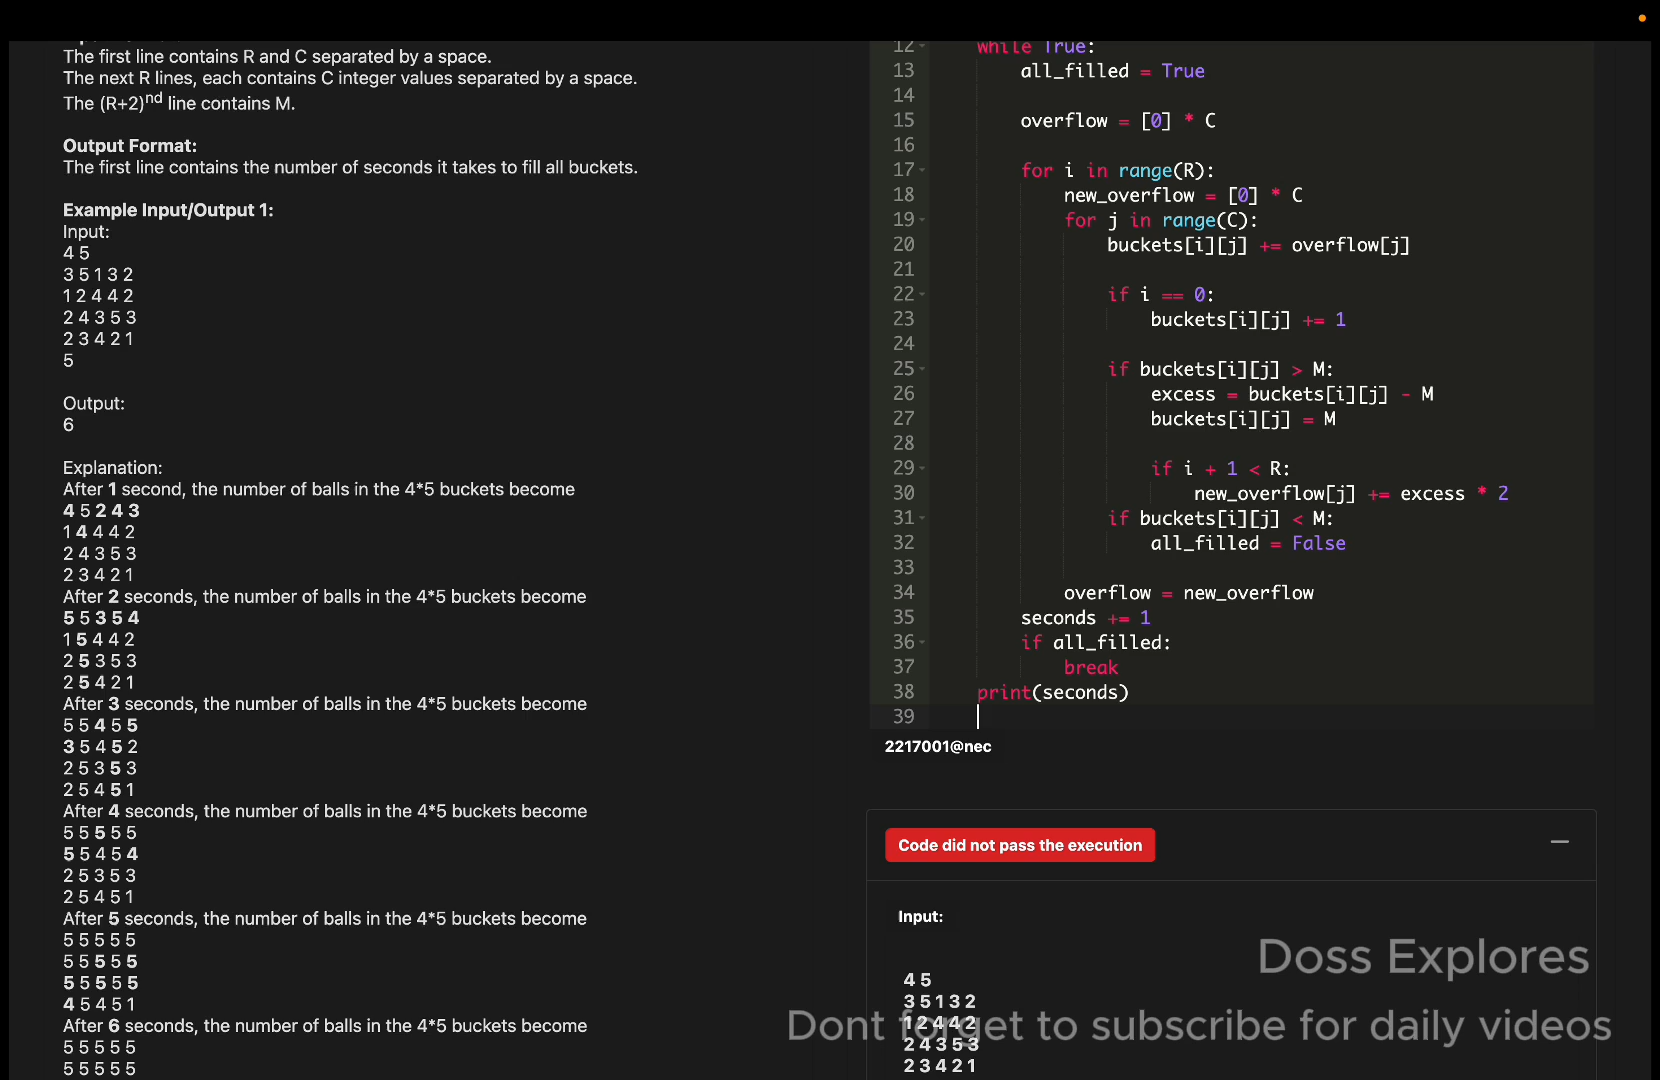 The first line contains R and C separated by a space.
The next R lines, each contains C integer values separated by a space.
The (R+2)nd line contains M.
Output Format:
The first line contains the number of seconds it takes to fill all buckets.
Example Input/Output 1:
Input:
4 5
3 5 1 3 2
1 2 4 4 2
2 4 3 5 3
2 3 4 2 1
5
Output:
6
Explanation:
After 1 second, the number of balls in the 4*5 buckets become
4 5 2 4 3
1 4 4 4 2
2 4 3 5 3
2 3 4 2 1
After 2 seconds, the number of balls in the 4*5 buckets become
5 5 3 5 4
1 5 4 4 2
2 5 3 5 3
2 5 4 2 1
After 3 seconds, the number of balls in the 4*5 buckets become
5 5 4 5 5
3 5 4 5 2
2 5 3 5 3
2 5 4 5 1
After 4 seconds, the number of balls in the 4*5 buckets become
5 5 5 5 5
5 5 4 5 4
2 5 3 5 3
2 5 4 5 1
After 5 seconds, the number of balls in the 4*5 buckets become
5 5 5 5 5
5 5 5 5 5
5 5 5 5 5
4 5 4 5 1
After 6 seconds, the number of balls in the 4*5 buckets become
5 5 5 5 5
5 5 5 5 5
12 while True:
13 all_filled = True
14
15 overflow = [0] * C
16
17 for i in range(R):
18 new_overflow = [0] * C
19 for j in range(C):
20 buckets[i][j] += overflow[j]
21
22 if i == 0:
23 buckets[i][j] += 1
24
25 if buckets[i][j] > M:
26 excess = buckets[i][j] - M
27 buckets[i][j] = M
28
29 if i + 1 < R:
30 new_overflow[j] += excess * 2
31 if buckets[i][j] < M:
32 all_filled = False
33
34 overflow = new_overflow
35 seconds += 1
36 if all_filled:
37 break
38 print(seconds)
39
2217001@nec
Code did not pass the execution
Input:
4 5
3 5 1 3 2
1 2 4 4 2
2 4 3 5 3
2 3 4 2 1
Doss Explores
Dont forget to subscribe for daily videos